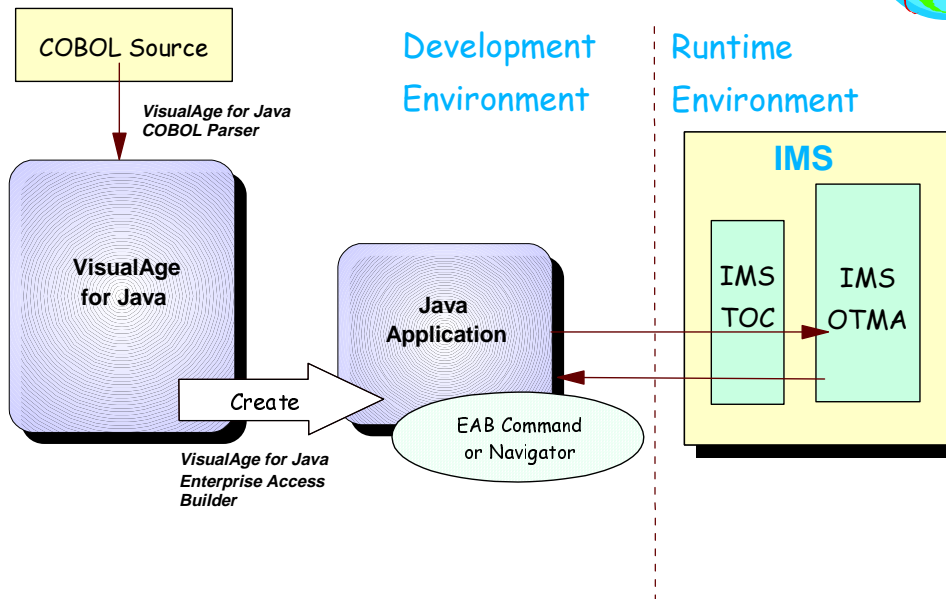 COBOL Source
Development
Environment
Runtime
Environment
VisualAge for Java
COBOL Parser
IMS
VisualAge
for Java
IMS
TOC
IMS
OTMA
Java
Application
Create
EAB Command
or Navigator
VisualAge for Java
Enterprise Access
Builder